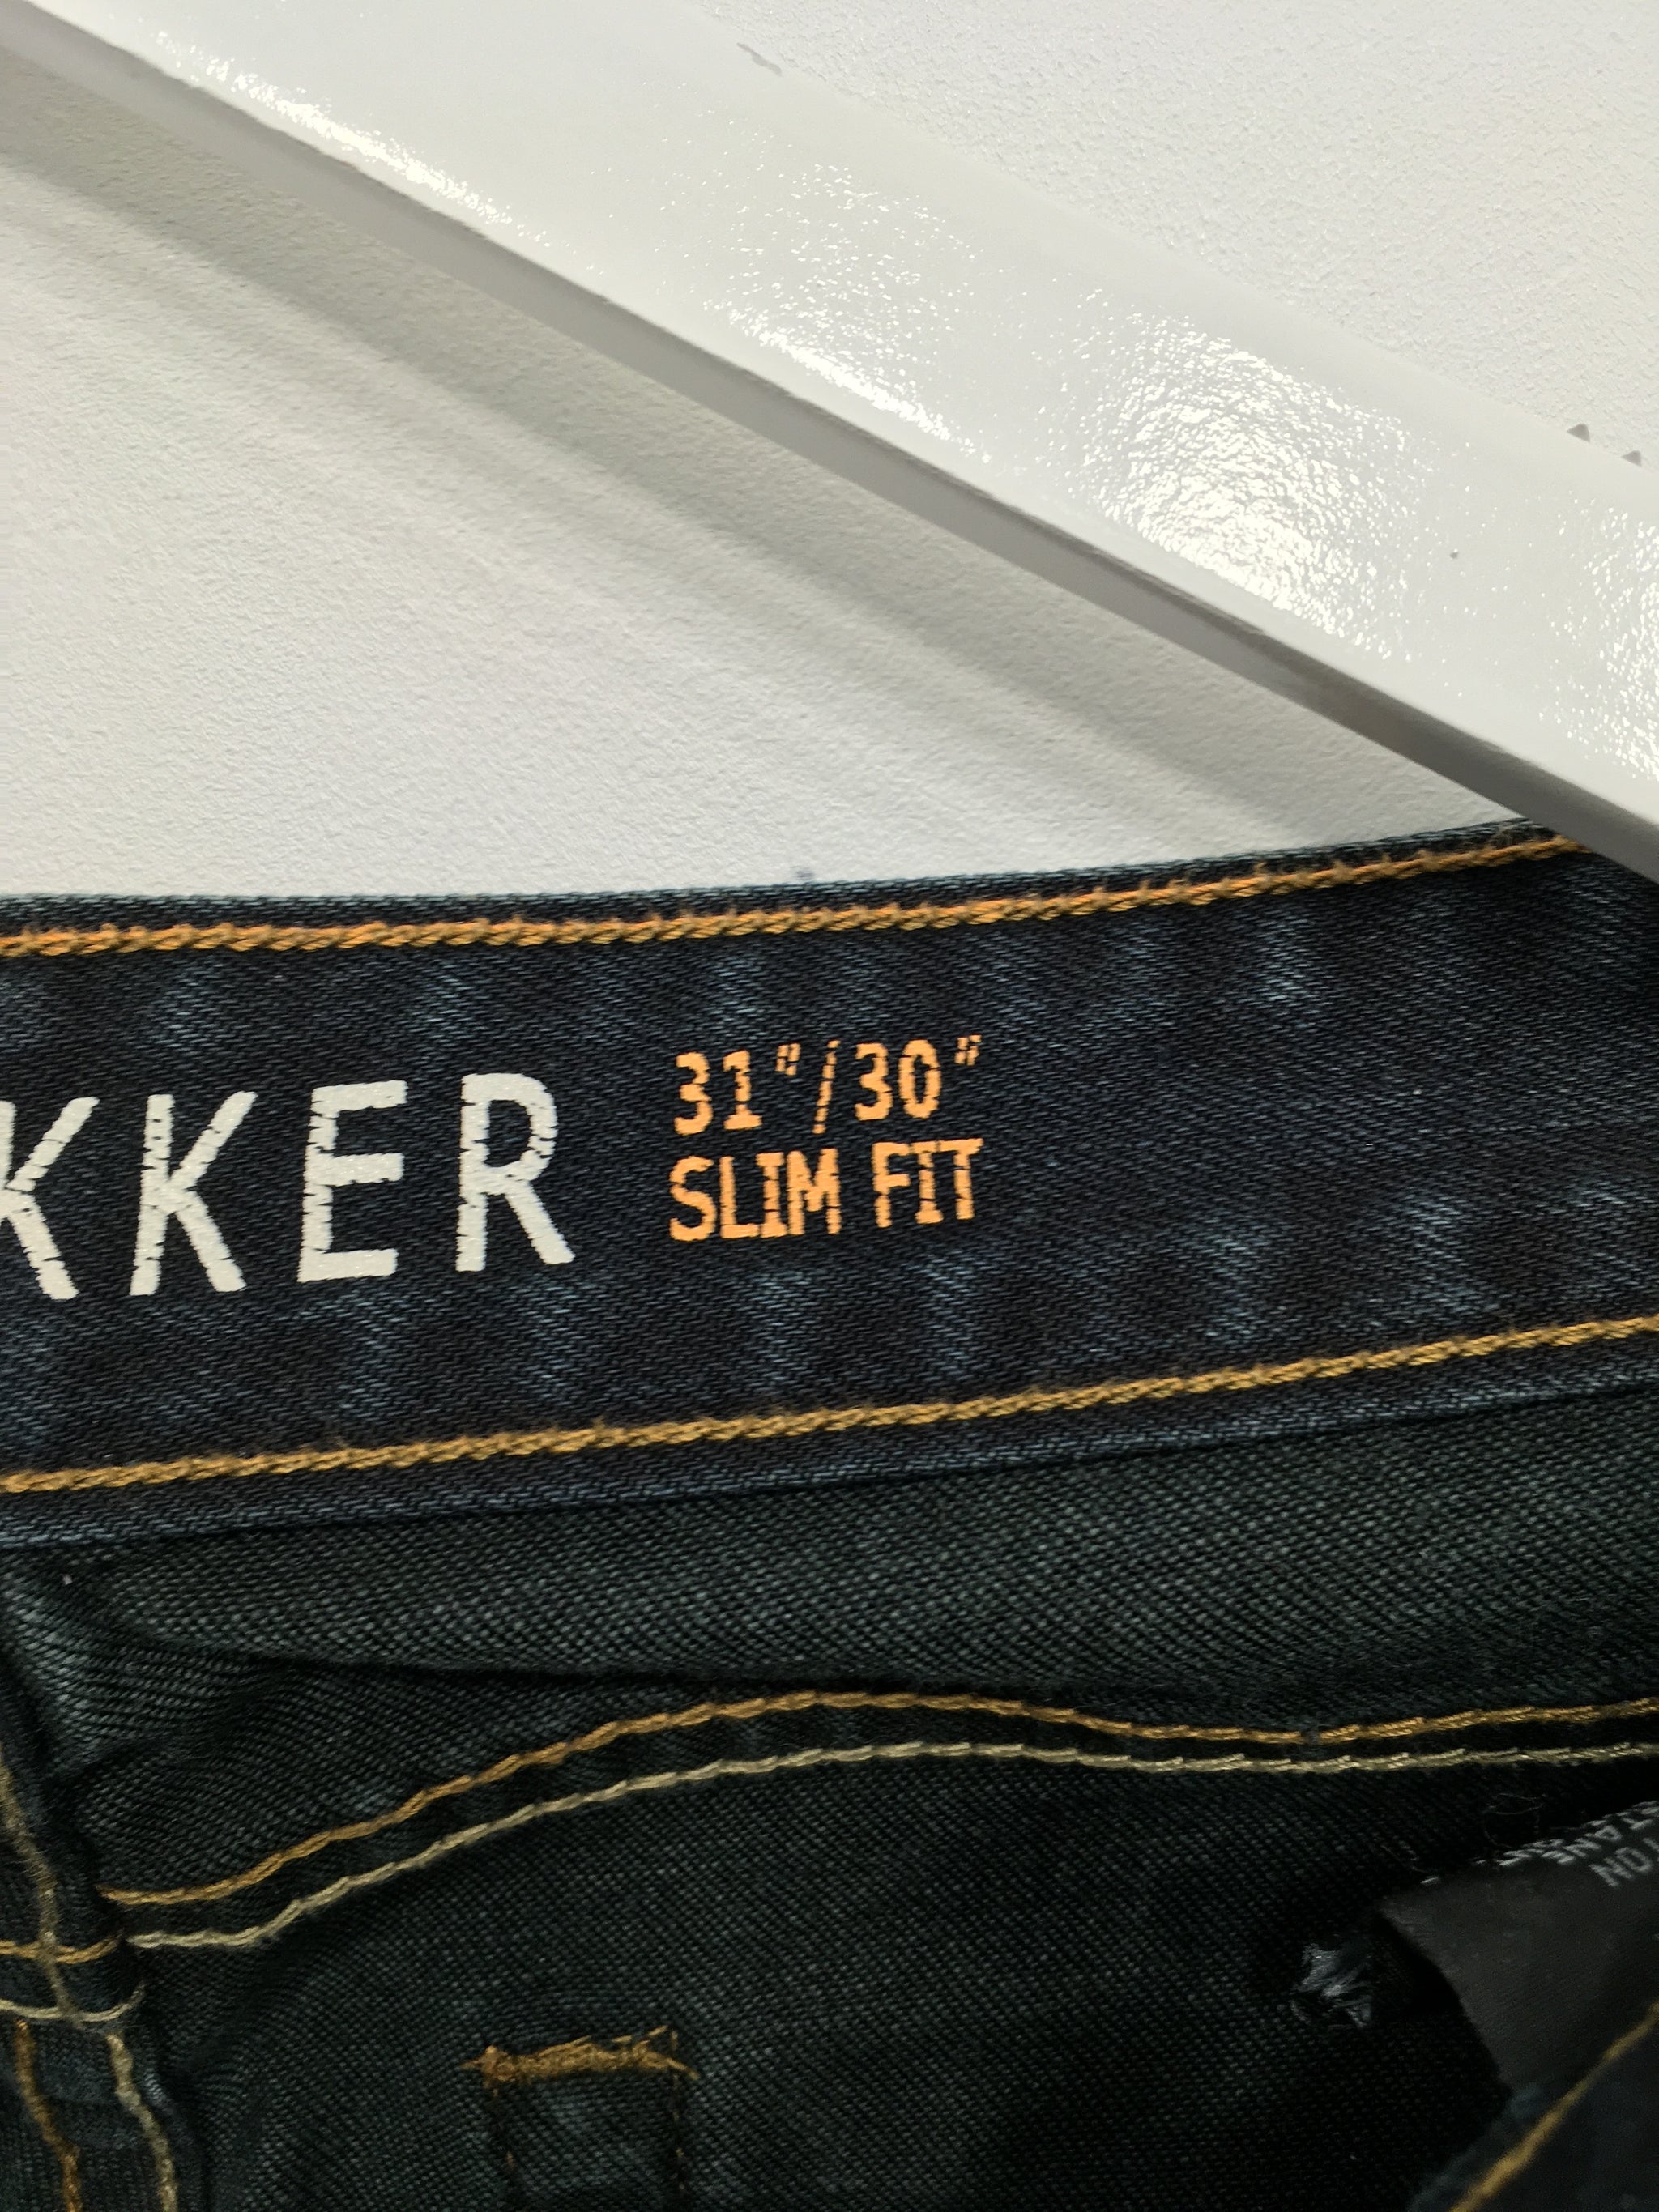 KKER
31"/30"
SLIM FIT